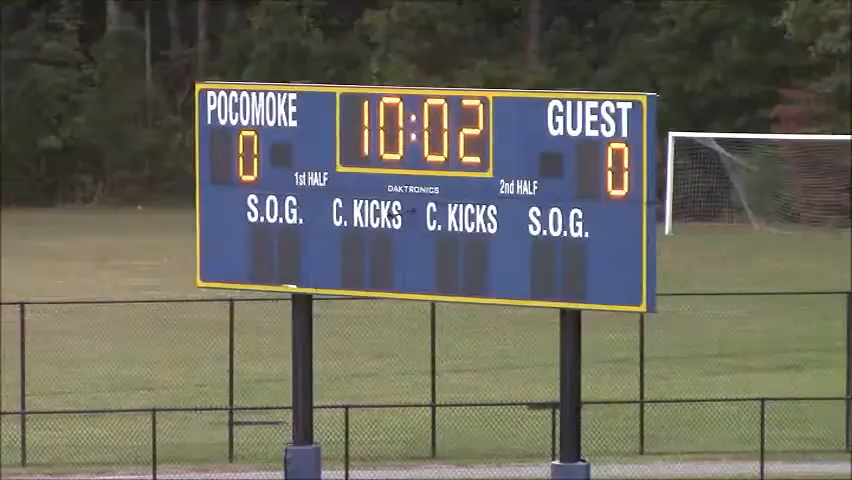 POCOMOKE 10:02 GUEST
0 0
1st HALF DAKTRONICS 2nd HALF
S.O.G. C. KICKS C. KICKS S.O.G.